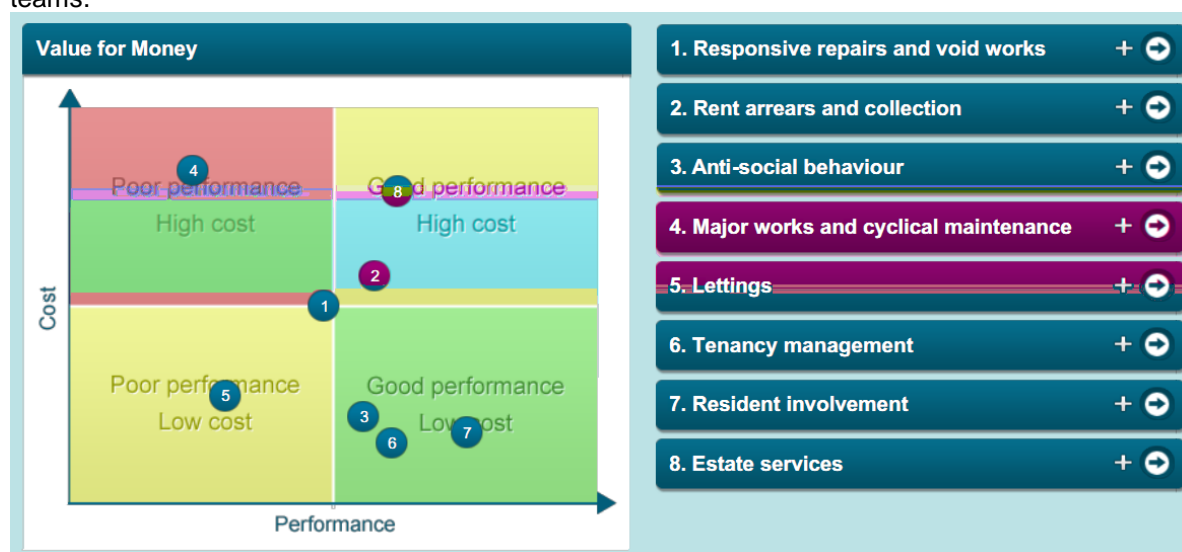 teams.
Value for Money
1. Responsive repairs and void works
2. Rent arrears and collection
3. Anti-social behaviour
4. Major works and cyclical maintenance
5. Lettings
6. Tenancy management
7. Resident involvement
8. Estate services
Cost
Poor performance
High cost
Good performance
High cost
Poor performance
Low cost
Good performance
Low cost
4
8
2
1
5
3
6
7
Performance